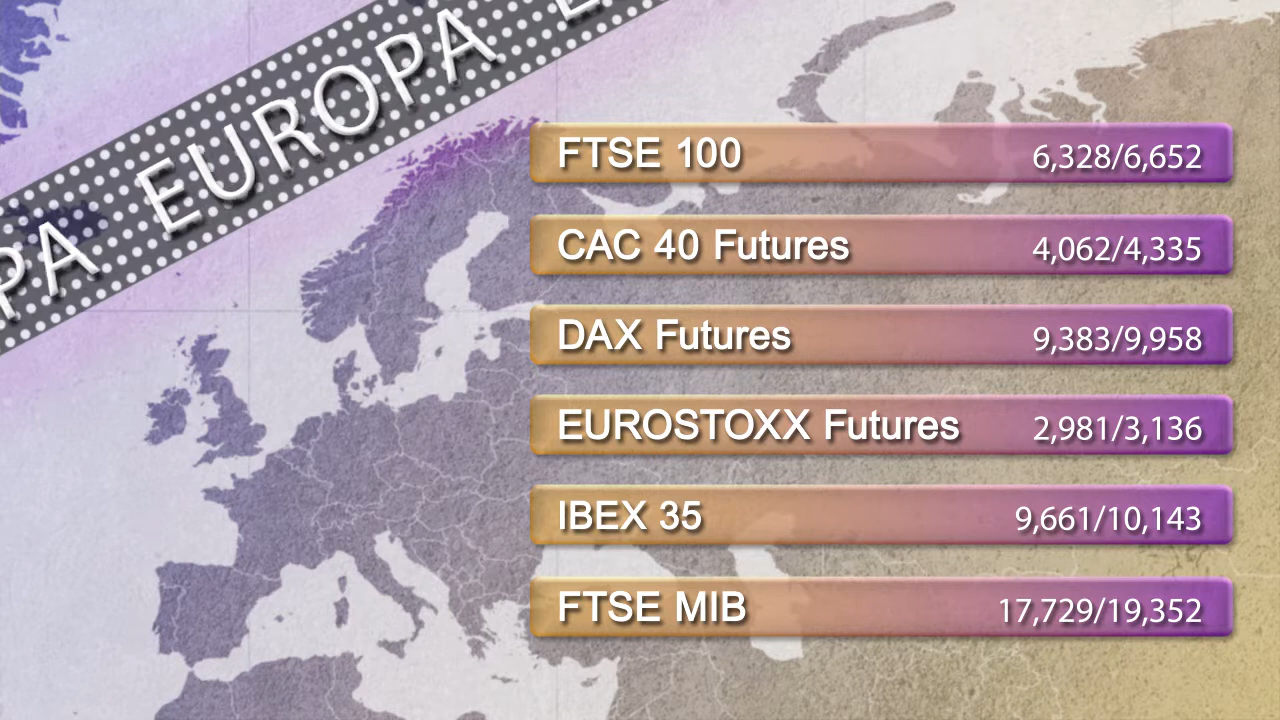 PA EUROPA E
FTSE 100 6,328/6,652
CAC 40 Futures 4,062/4,335
DAX Futures 9,383/9,958
EUROSTOXX Futures 2,981/3,136
IBEX 35 9,661/10,143
FTSE MIB 17,729/19,352